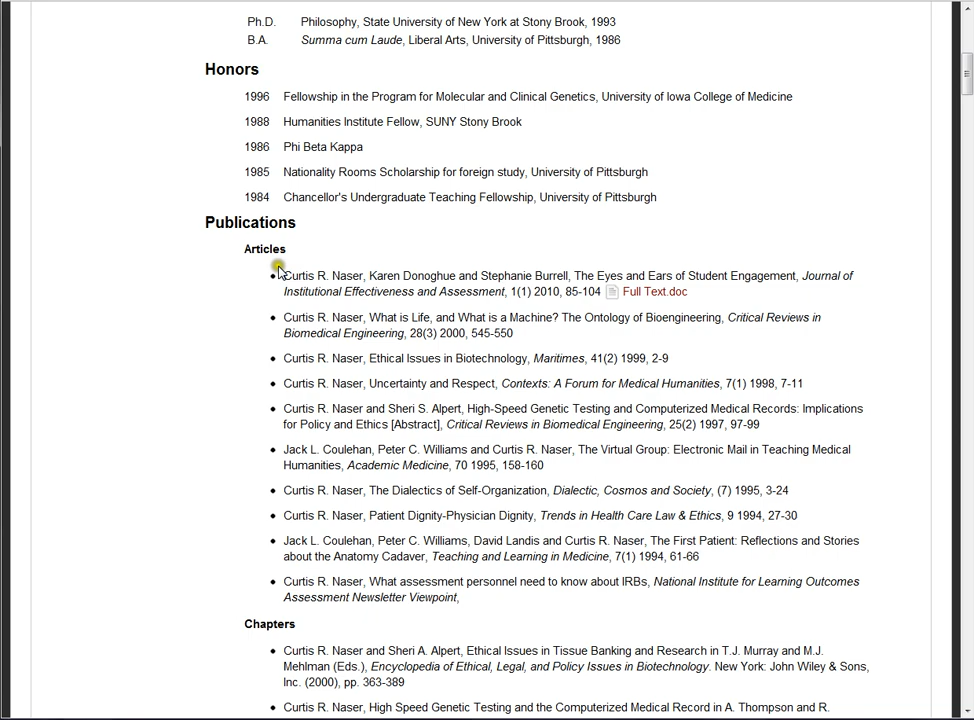 Ph.D. Philosophy, State University of New York at Stony Brook, 1993
B.A. Summa cum Laude, Liberal Arts, University of Pittsburgh, 1986
Honors
1996 Fellowship in the Program for Molecular and Clinical Genetics, University of Iowa College of Medicine
1988 Humanities Institute Fellow, SUNY Stony Brook
1986 Phi Beta Kappa
1985 Nationality Rooms Scholarship for foreign study, University of Pittsburgh
1984 Chancellor's Undergraduate Teaching Fellowship, University of Pittsburgh
Publications
Articles
Curtis R. Naser, Karen Donoghue and Stephanie Burrell, The Eyes and Ears of Student Engagement, Journal of
Institutional Effectiveness and Assessment, 1(1) 2010, 85-104 Full Text.doc
Curtis R. Naser, What is Life, and What is a Machine? The Ontology of Bioengineering, Critical Reviews in
Biomedical Engineering, 28(3) 2000, 545-550
Curtis R. Naser, Ethical Issues in Biotechnology, Maritimes, 41(2) 1999, 2-9
Curtis R. Naser, Uncertainty and Respect, Contexts: A Forum for Medical Humanities, 7(1) 1998, 7-11
Curtis R. Naser and Sheri S. Alpert, High-Speed Genetic Testing and Computerized Medical Records: Implications
for Policy and Ethics [Abstract], Critical Reviews in Biomedical Engineering, 25(2) 1997, 97-99
Jack L. Coulehan, Peter C. Williams and Curtis R. Naser, The Virtual Group: Electronic Mail in Teaching Medical
Humanities, Academic Medicine, 70 1995, 158-160
Curtis R. Naser, The Dialectics of Self-Organization, Dialectic, Cosmos and Society, (7) 1995, 3-24
Curtis R. Naser, Patient Dignity-Physician Dignity, Trends in Health Care Law & Ethics, 9 1994, 27-30
Jack L. Coulehan, Peter C. Williams, David Landis and Curtis R. Naser, The First Patient: Reflections and Stories
about the Anatomy Cadaver, Teaching and Learning in Medicine, 7(1) 1994, 61-66
Curtis R. Naser, What assessment personnel need to know about IRBs, National Institute for Learning Outcomes
Assessment Newsletter Viewpoint,
Chapters
Curtis R. Naser and Sheri A. Alpert, Ethical Issues in Tissue Banking and Research in T.J. Murray and M.J.
Mehlman (Eds.), Encyclopedia of Ethical, Legal, and Policy Issues in Biotechnology. New York: John Wiley & Sons,
Inc. (2000), pp. 363-389
Curtis R. Naser, High Speed Genetic Testing and the Computerized Medical Record in A. Thompson and R.